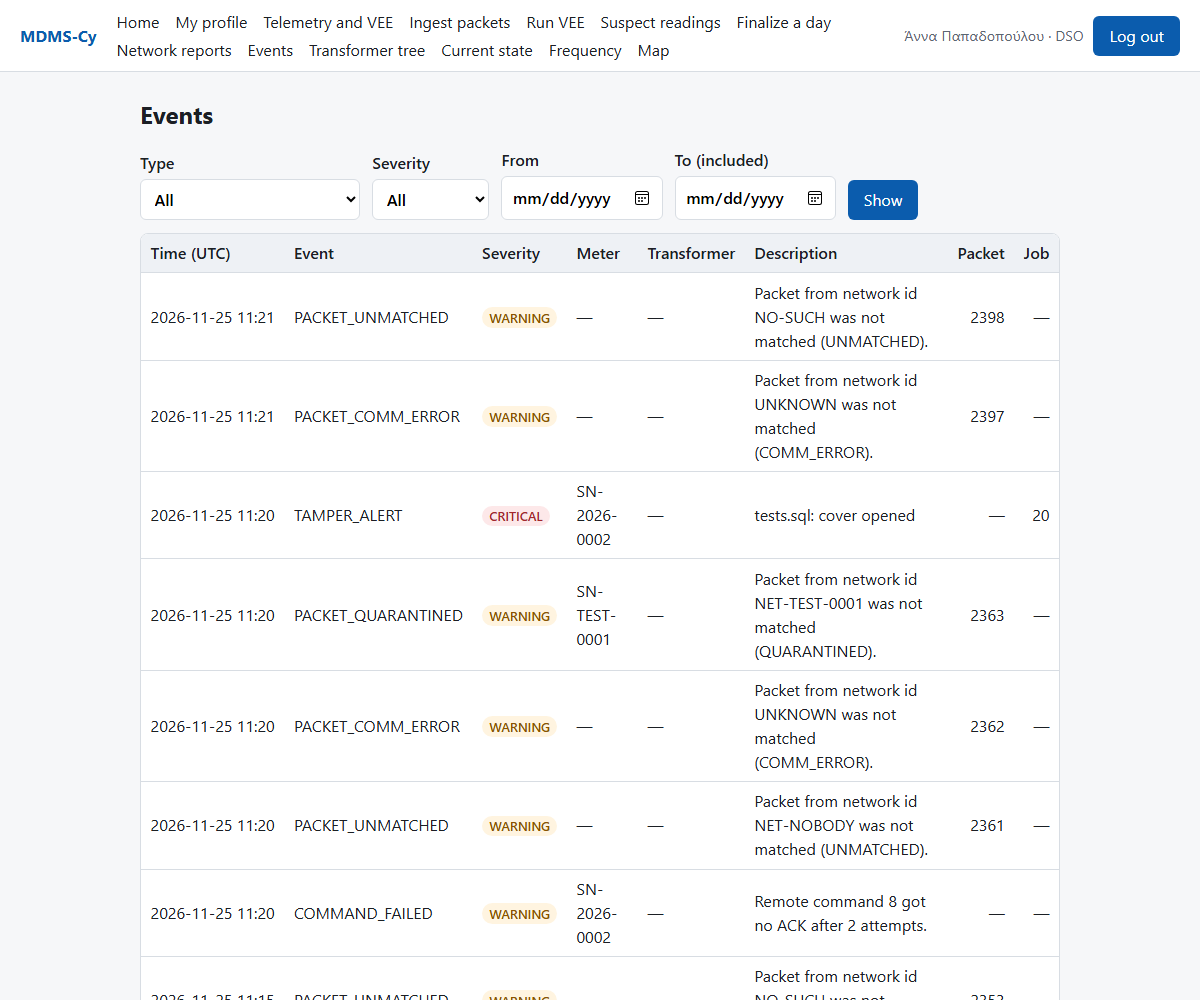 MDMS-Cy
Home My profile Telemetry and VEE Ingest packets Run VEE Suspect readings Finalize a day
Network reports Events Transformer tree Current state Frequency Map
Άννα Παπαδοπούλου · DSO
Log out
Events
Type Severity From To (included)
All All mm/dd/yyyy mm/dd/yyyy Show
Time (UTC) Event Severity Meter Transformer Description Packet Job
2026-11-25 11:21 PACKET_UNMATCHED WARNING — — Packet from network id
NO-SUCH was not
matched (UNMATCHED). 2398 —
2026-11-25 11:21 PACKET_COMM_ERROR WARNING — — Packet from network id
UNKNOWN was not
matched
(COMM_ERROR). 2397 —
2026-11-25 11:20 TAMPER_ALERT CRITICAL SN-
2026-
0002 — tests.sql: cover opened — 20
2026-11-25 11:20 PACKET_QUARANTINED WARNING SN-
TEST-
0001 — Packet from network id
NET-TEST-0001 was not
matched
(QUARANTINED). 2363 —
2026-11-25 11:20 PACKET_COMM_ERROR WARNING — — Packet from network id
UNKNOWN was not
matched
(COMM_ERROR). 2362 —
2026-11-25 11:20 PACKET_UNMATCHED WARNING — — Packet from network id
NET-NOBODY was not
matched (UNMATCHED). 2361 —
2026-11-25 11:20 COMMAND_FAILED WARNING SN-
2026-
0002 — Remote command 8 got
no ACK after 2 attempts. — —
2026-11-25 11:15 PACKET_UNMATCHED WARNING — — Packet from network id
NO-SUCH was not